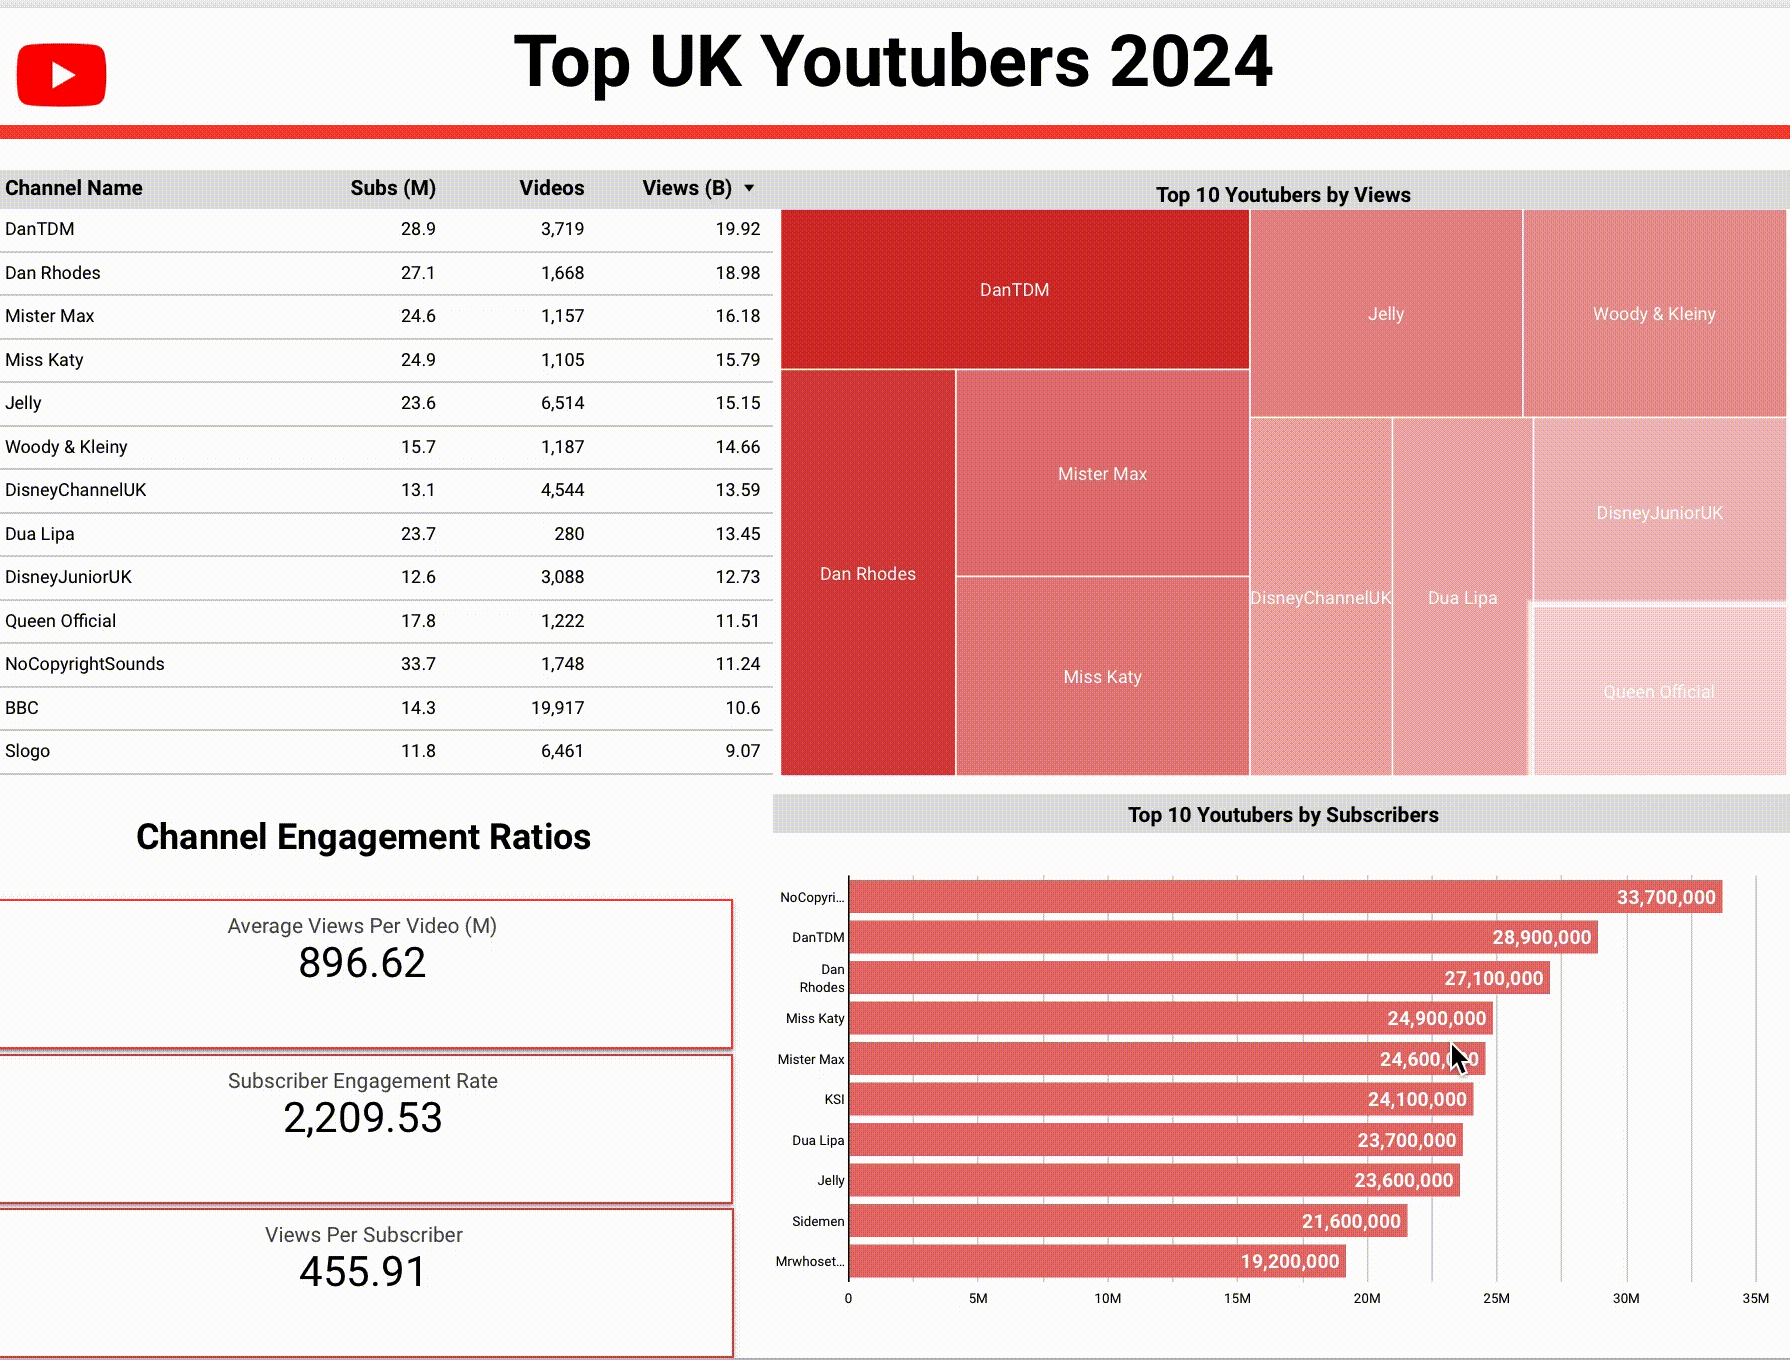 Top UK Youtubers 2024
Channel Name Subs (M) Videos Views (B)
DanTDM 28.9 3,719 19.92
Dan Rhodes 27.1 1,668 18.98
Mister Max 24.6 1,157 16.18
Miss Katy 24.9 1,105 15.79
Jelly 23.6 6,514 15.15
Woody & Kleiny 15.7 1,187 14.66
DisneyChannelUK 13.1 4,544 13.59
Dua Lipa 23.7 280 13.45
DisneyJuniorUK 12.6 3,088 12.73
Queen Official 17.8 1,222 11.51
NoCopyrightSounds 33.7 1,748 11.24
BBC 14.3 19,917 10.6
Slogo 11.8 6,461 9.07
Top 10 Youtubers by Views
DanTDM
Jelly
Woody & Kleiny
Dan Rhodes
Mister Max
Miss Katy
DisneyChannelUK
Dua Lipa
DisneyJuniorUK
Queen Official
Channel Engagement Ratios
Average Views Per Video (M)
896.62
Subscriber Engagement Rate
2,209.53
Views Per Subscriber
455.91
Top 10 Youtubers by Subscribers
NoCopyri... 33,700,000
DanTDM 28,900,000
Dan
Rhodes 27,100,000
Miss Katy 24,900,000
Mister Max
KSI 24,100,000
Dua Lipa 23,700,000
Jelly 23,600,000
Sidemen 21,600,000
Mrwhoset... 19,200,000
0 5M 10M 15M 20M 25M 30M 35M